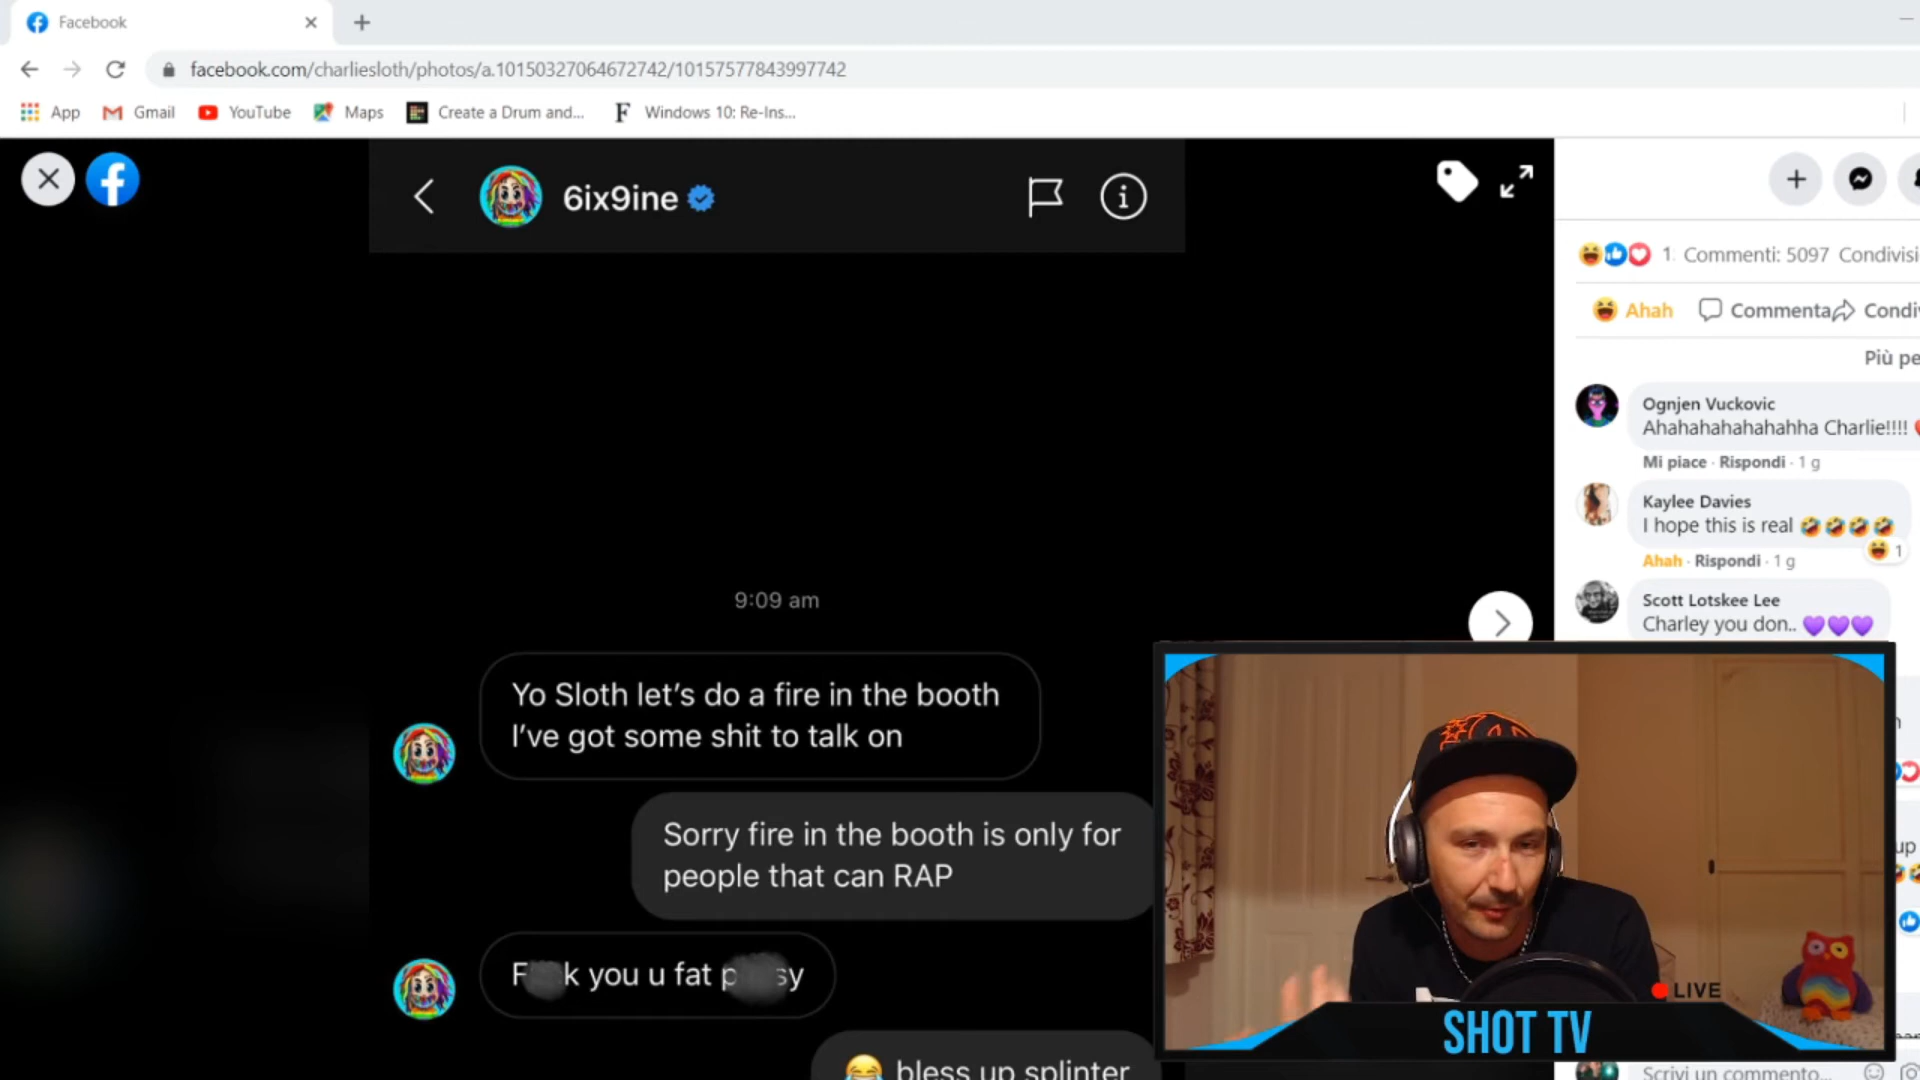 Facebook
facebook.com/charliesloth/photos/a.10150327064672742/10157577843997742
App
Gmail
YouTube
Maps
Create a Drum and...
Windows 10: Re-Ins...
6ix9ine
1 Commenti: 5097 Condivisi
Ahah
Commenta
Condi
Più pe
Ognjen Vuckovic
Ahahahahahahahha Charlie!!!!
Mi piace · Rispondi · 1 g
Kaylee Davies
I hope this is real 🤣🤣🤣🤣
1
Ahah · Rispondi · 1 g
Scott Lotskee Lee
Charley you don.. 💜💜💜
9:09 am
Yo Sloth let's do a fire in the booth
I've got some shit to talk on
Sorry fire in the booth is only for
people that can RAP
F k you u fat p sy
😂 bless up splinter
up
LIVE
SHOT TV
Scrivi un commento...